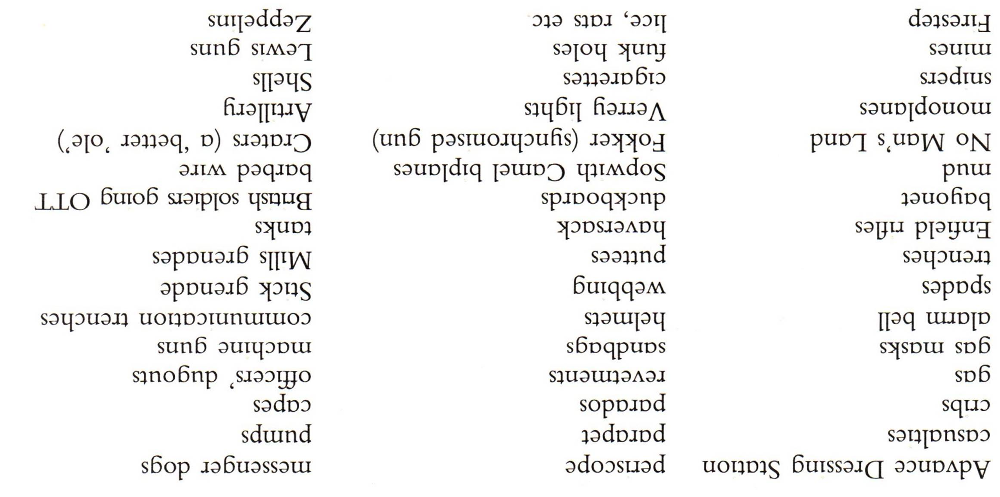 Advance Dressing Station
casualties
cribs
gas
gas masks
alarm bell
spades
trenches
Enfield rifles
bayonet
mud
No Man's Land
monoplanes
snipers
mines
Firestep
periscope
parapet
parados
revetments
sandbags
helmets
webbing
puttees
haversack
duckboards
Sopwith Camel biplanes
Fokker (synchronised gun)
Verrey lights
cigarettes
funk holes
lice, rats etc
messenger dogs
pumps
capes
officers' dugouts
machine guns
communication trenches
Stick grenade
Mills grenades
tanks
British soldiers going OTT
barbed wire
Craters (a 'better 'ole')
Artillery
Shells
Lewis guns
Zeppelins